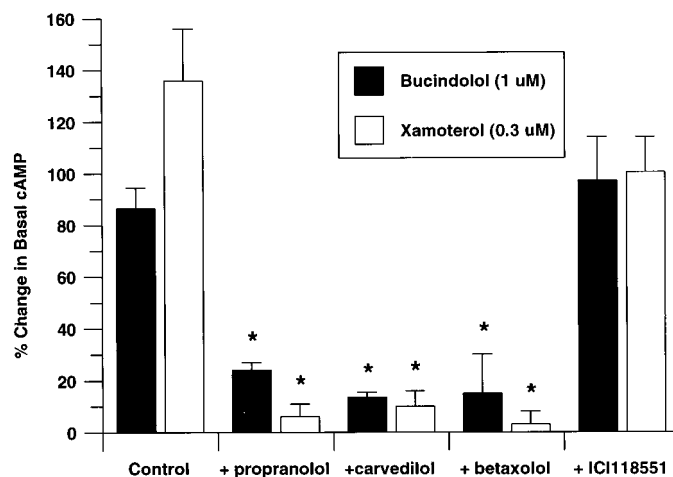 160
140
120
100
80
60
40
20
0
% Change in Basal cAMP
Bucindolol (1 uM)
Xamoterol (0.3 uM)
*
*
*
*
*
*
Control
+ propranolol
+carvedilol
+ betaxolol
+ ICI118551